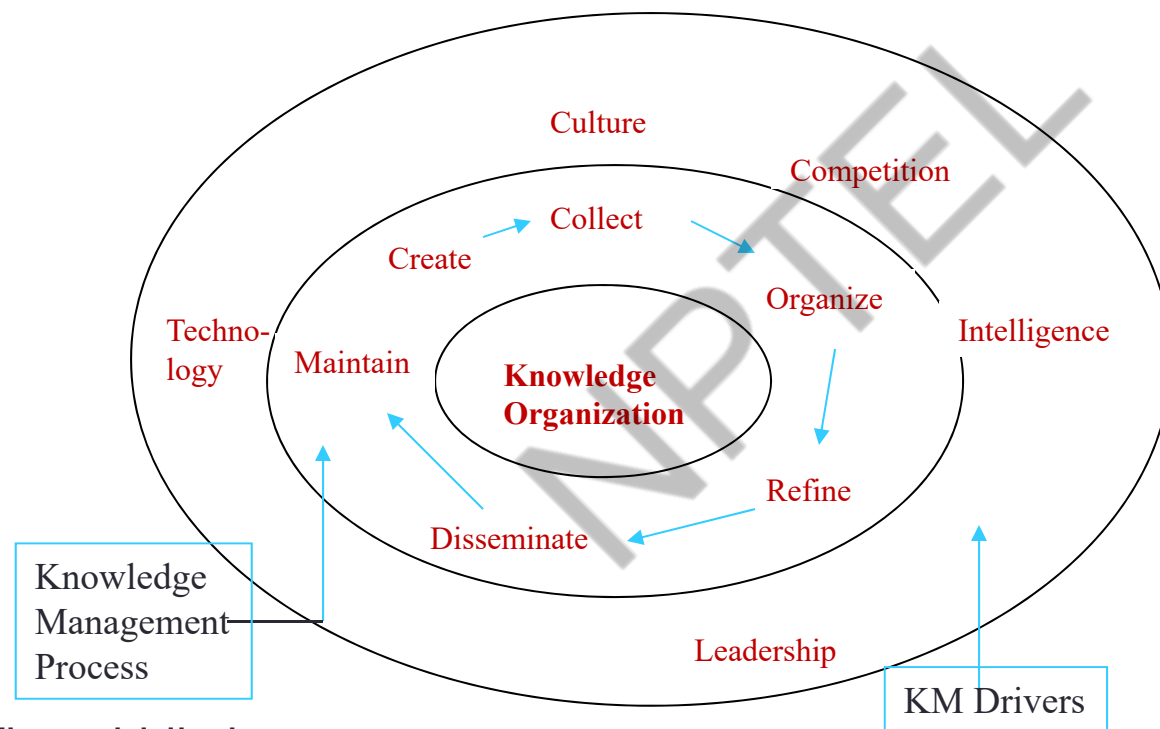 Culture
Competition
Collect
Create
Organize
Techno-
logy
Intelligence
Maintain
Knowledge
Organization
Refine
Disseminate
Knowledge
Management
Process
Leadership
KM Drivers
NPTEL